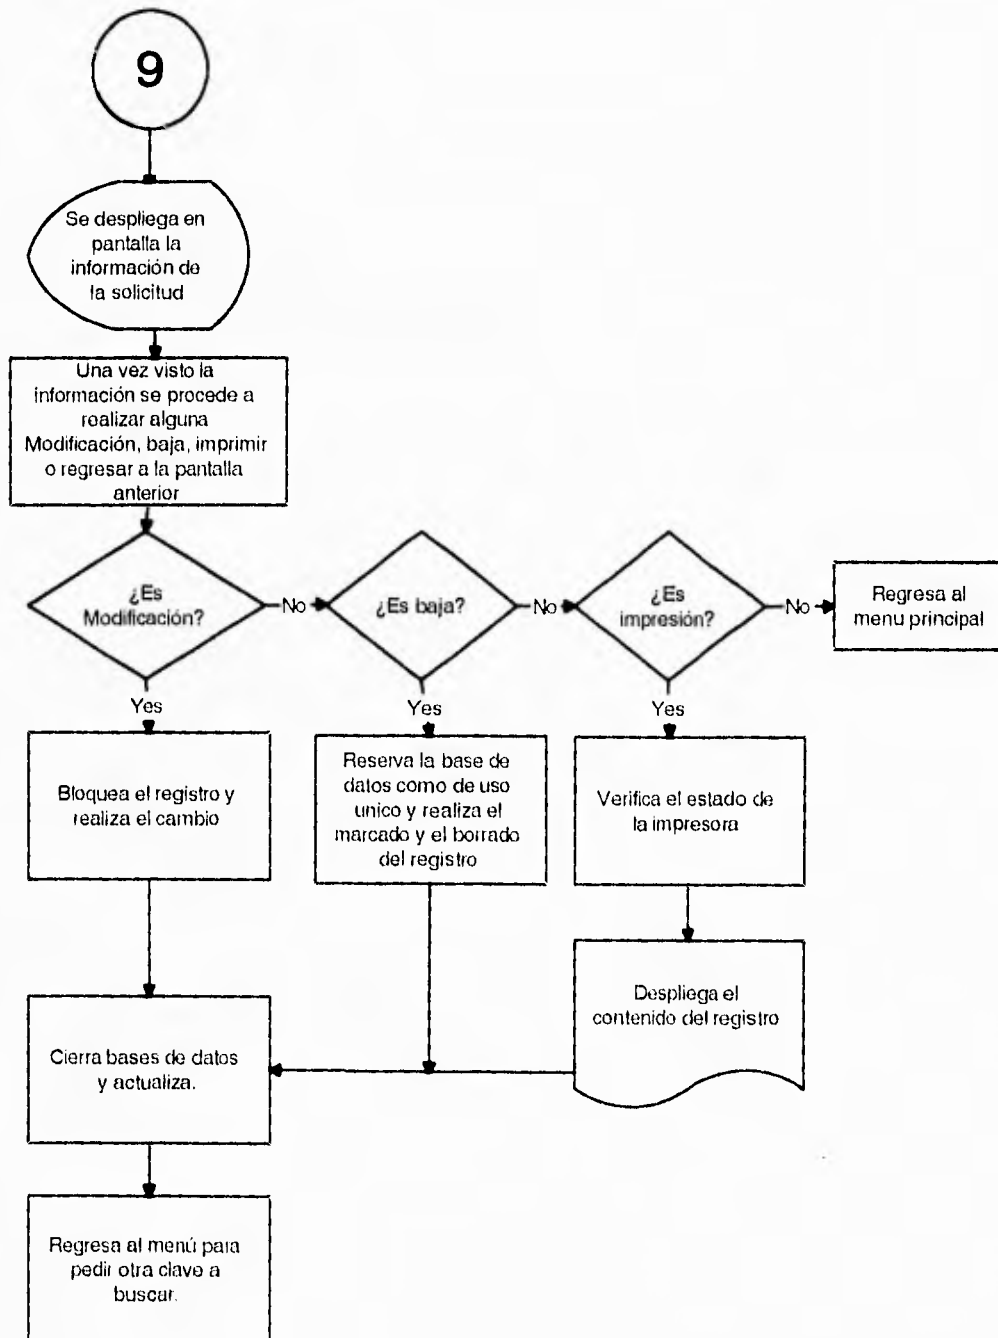 9
Se despliega en
pantalla la
información de
la solicitud
Una vez visto la
información se procede a
realizar alguna
Modificación, baja, imprimir
o regresar a la pantalla
anterior
¿Es
Modificación?
No
¿Es baja?
No
¿Es
impresión?
No
Regresa al
menu principal
Yes
Yes
Yes
Bloquea el registro y
realiza el cambio
Reserva la base de
datos como de uso
unico y realiza el
marcado y el borrado
del registro
Verifica el estado de
la impresora
Despliega el
contenido del registro
Cierra bases de datos
y actualiza.
Regresa al menú para
pedir otra clave a
buscar.